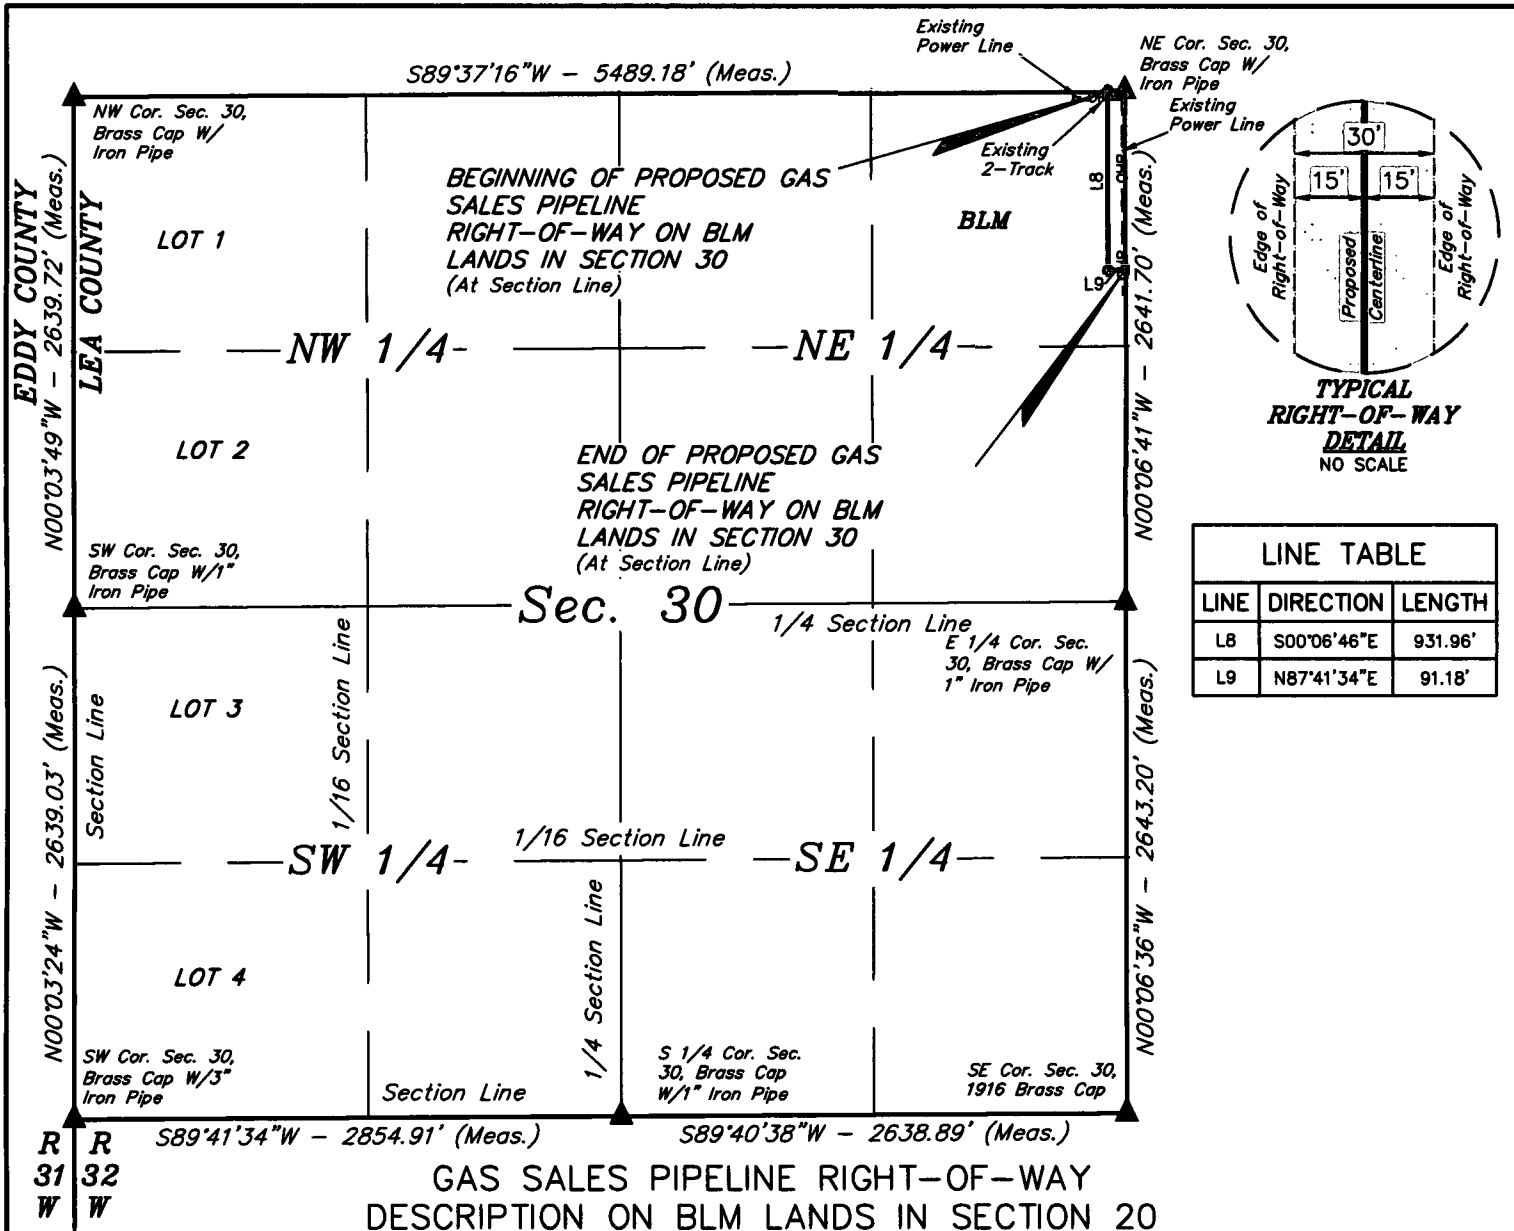 Existing
Power Line
NE Cor. Sec. 30,
Brass Cap W/
Iron Pipe
S89°37'16"W - 5489.18' (Meas.)
NW Cor. Sec. 30,
Brass Cap W/
Iron Pipe
Existing
Power Line
Existing
2-Track
BEGINNING OF PROPOSED GAS
SALES PIPELINE
RIGHT-OF-WAY ON BLM
LANDS IN SECTION 30
(At Section Line)
LOT 1
BLM
L8
OHP
L9
30'
15'
15'
Edge of
Right-of-Way
Proposed
Centerline
Edge of
Right-of-Way
TYPICAL
RIGHT-OF-WAY
DETAIL
NO SCALE
EDDY COUNTY
N00°03'49"W - 2639.72' (Meas.)
LEA COUNTY
NW 1/4
NE 1/4
N00°06'41"W - 2641.70' (Meas.)
LOT 2
END OF PROPOSED GAS
SALES PIPELINE
RIGHT-OF-WAY ON BLM
LANDS IN SECTION 30
(At Section Line)
SW Cor. Sec. 30,
Brass Cap W/1"
Iron Pipe
Sec. 30
1/4 Section Line
E 1/4 Cor. Sec.
30, Brass Cap W/
1" Iron Pipe
LINE TABLE
LINE DIRECTION LENGTH
L8 S00°06'46"E 931.96'
L9 N87°41'34"E 91.18'
LOT 3
Section Line
1/16 Section Line
N00°03'24"W - 2639.03' (Meas.)
1/16 Section Line
SW 1/4
SE 1/4
N00°06'36"W - 2643.20' (Meas.)
1/4 Section Line
LOT 4
SW Cor. Sec. 30,
Brass Cap W/3"
Iron Pipe
Section Line
S 1/4 Cor. Sec.
30, Brass Cap
W/1" Iron Pipe
SE Cor. Sec. 30,
1916 Brass Cap
S89°41'34"W - 2854.91' (Meas.)
S89°40'38"W - 2638.89' (Meas.)
R R
31 32
W W
GAS SALES PIPELINE RIGHT-OF-WAY
DESCRIPTION ON BLM LANDS IN SECTION 20